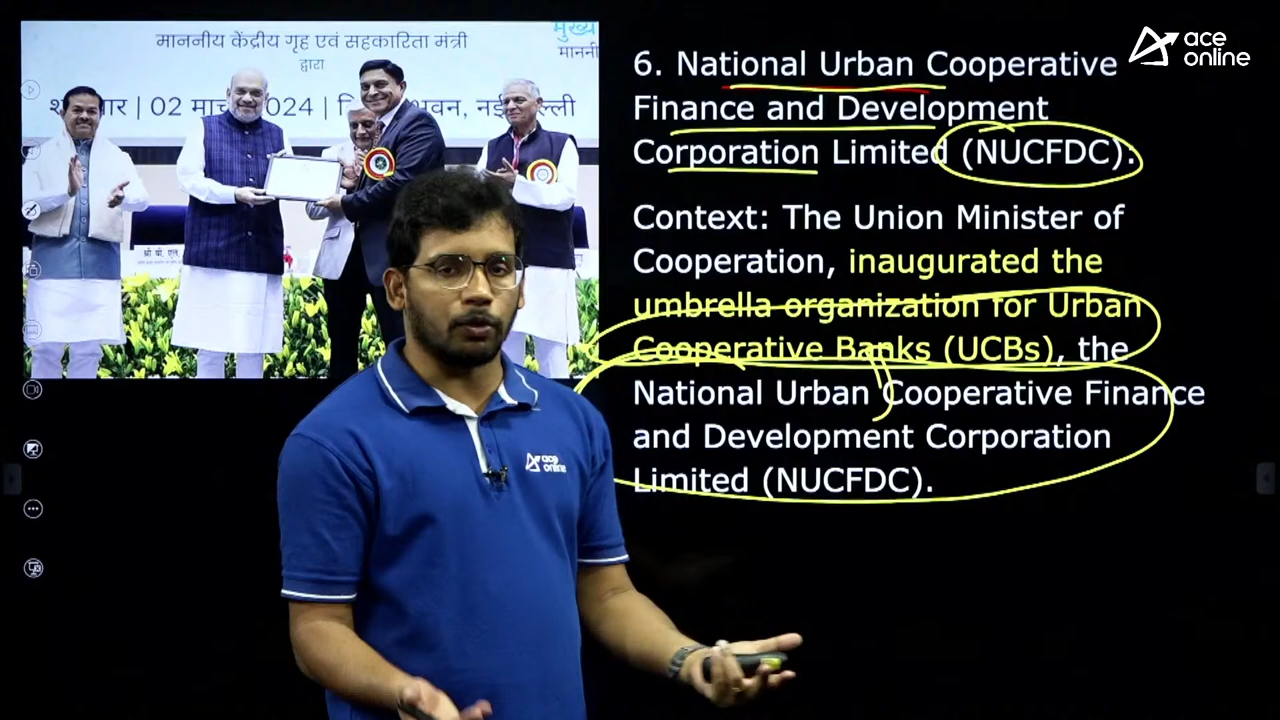 माननीय केंद्रीय गृह एवं सहकारिता मंत्री
द्वारा
02
2024
6. National Urban Cooperative
Finance and Development
Corporation Limited (NUCFDC).
Context: The Union Minister of
Cooperation, inaugurated the
umbrella organization for Urban
Cooperative Banks (UCBs), the
National Urban Cooperative Finance
and Development Corporation
Limited (NUCFDC).
ace
online
ace
online